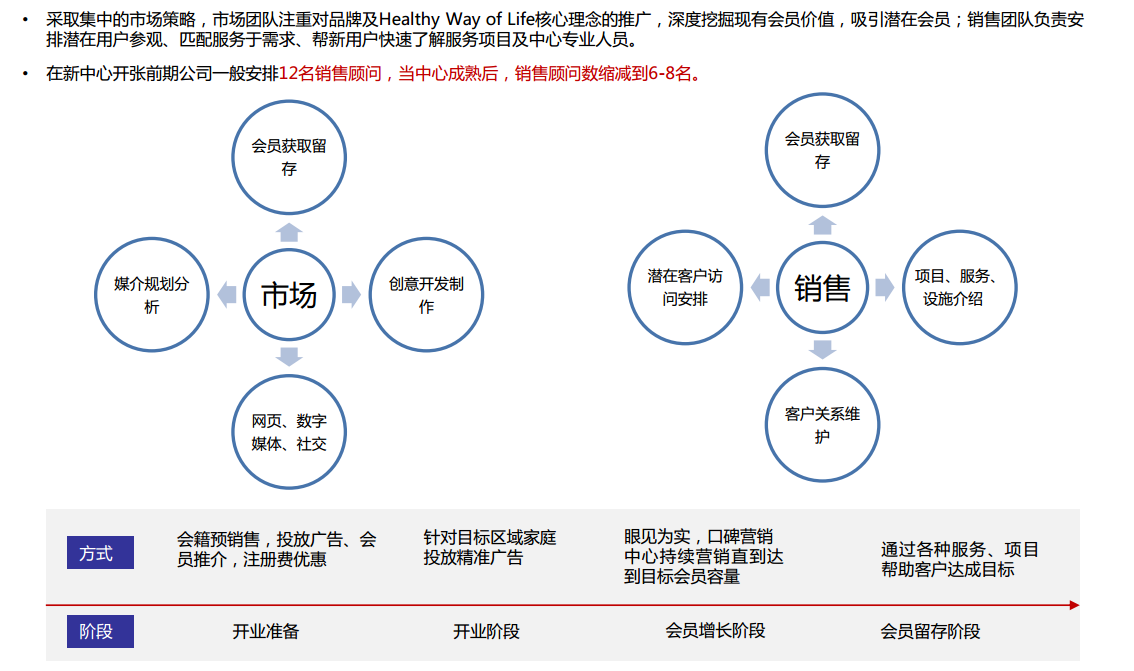 • 采取集中的市场策略，市场团队注重对品牌及Healthy Way of Life核心理念的推广，深度挖掘现有会员价值，吸引潜在会员；销售团队负责安
排潜在用户参观、匹配服务于需求、帮新用户快速了解服务项目及中心专业人员。
• 在新中心开张前期公司一般安排12名销售顾问，当中心成熟后，销售顾问数缩减到6-8名。
会员获取留
存
媒介规划分
析
市场
创意开发制
作
网页、数字
媒体、社交
会员获取留
存
潜在客户访
问安排
销售
项目、服务、
设施介绍
客户关系维
护
方式
会籍预销售，投放广告、会
员推介，注册费优惠
针对目标区域家庭
投放精准广告
眼见为实，口碑营销
中心持续营销直到达
到目标会员容量
通过各种服务、项目
帮助客户达成目标
阶段
开业准备
开业阶段
会员增长阶段
会员留存阶段